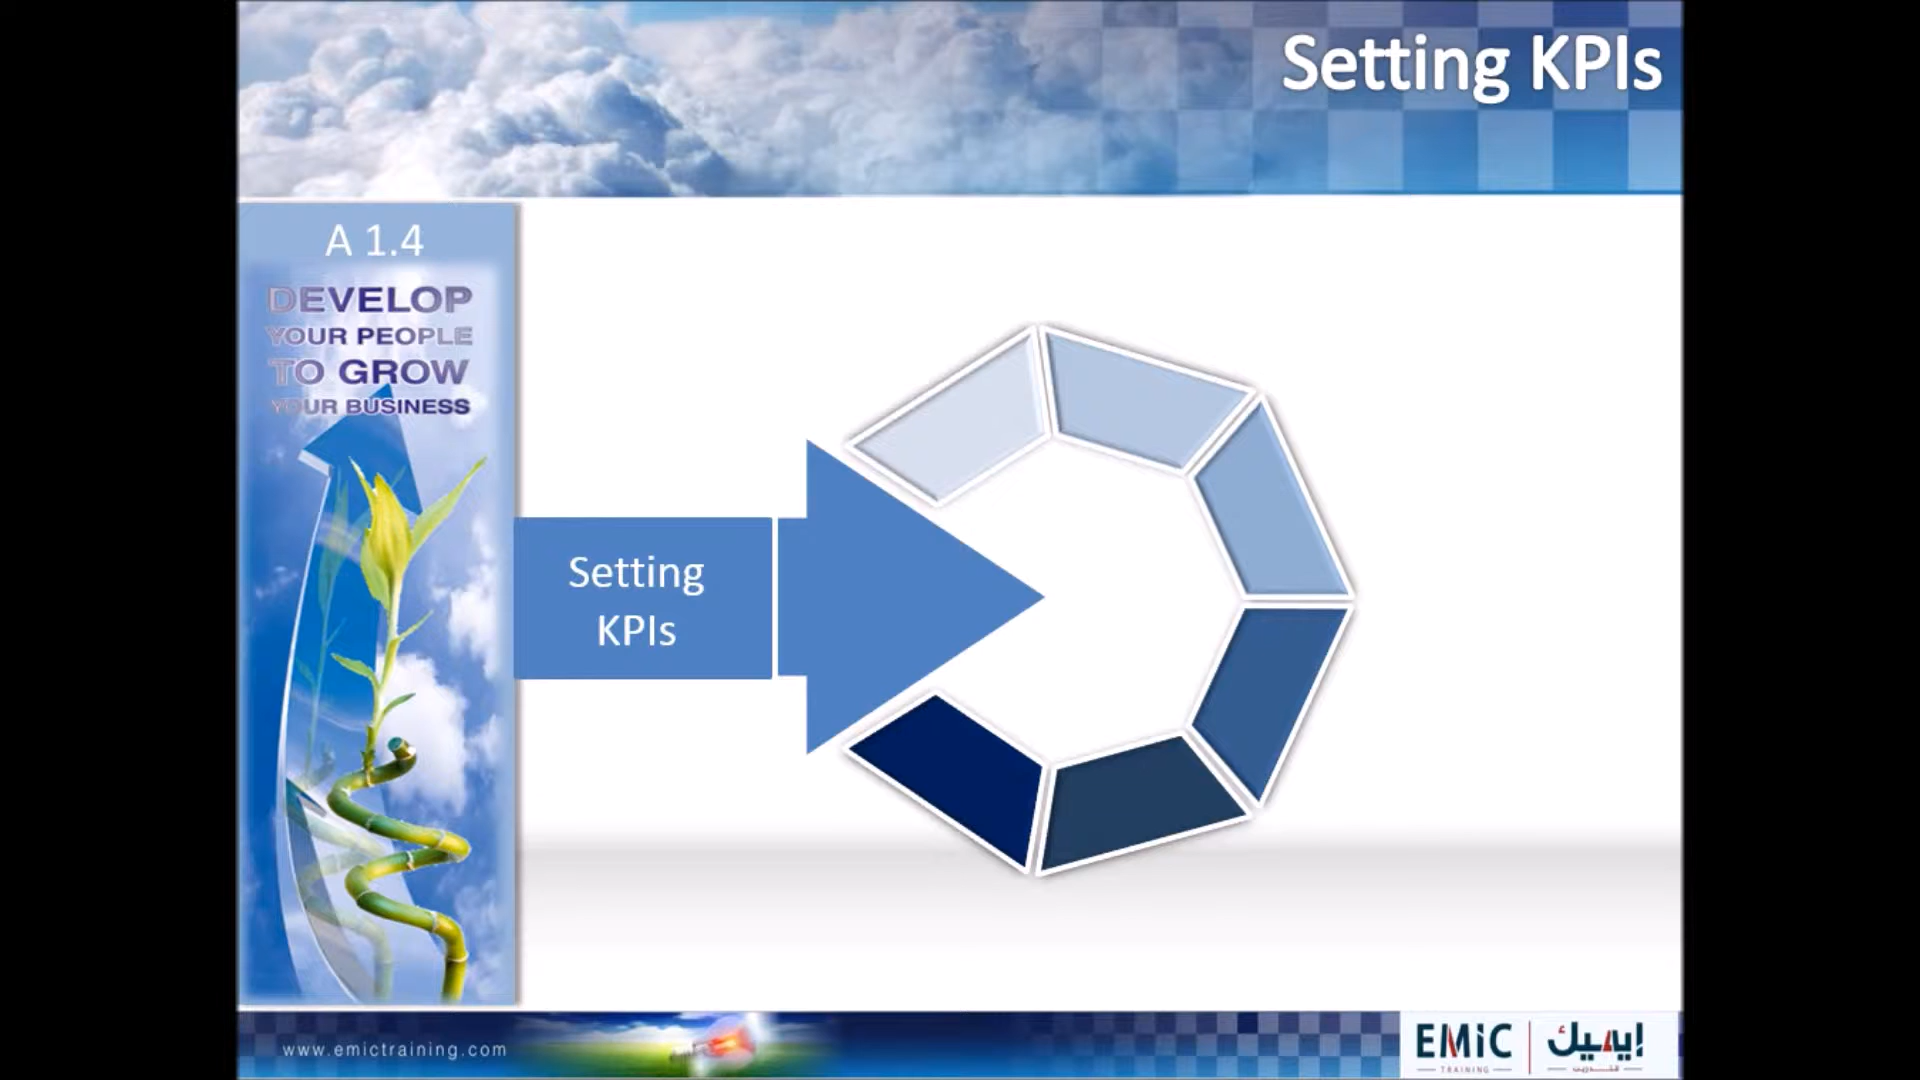 Setting KPIs
A 1.4
DEVELOP
YOUR PEOPLE
TO GROW
YOUR BUSINESS
Setting
KPIs
www.emictraining.com
EMiC
TRAINING
إيميك